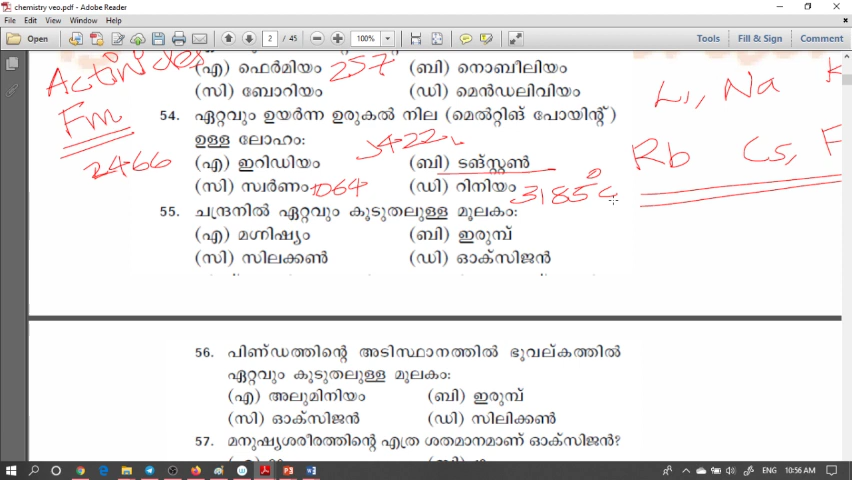 chemistry veo.pdf - Adobe Reader
File Edit View Window Help
Open 2 / 45 100% Tools Fill & Sign Comment
Actinides (എ) ഫെർമിയം 257 (ബി) നൊബീലിയം
(സി) ബോറിയം (ഡി) മെൻഡലീവിയം
Li, Na K
Fm
54. ഏറ്റവും ഉയർന്ന ഉരുകൽ നില (മെൽറ്റിങ് പോയിന്റ്)
ഉള്ള ലോഹം: 3422
2466 (എ) ഇറിഡിയം (ബി) ടങ്സ്റ്റൺ
Rb Cs, F
(സി) സ്വർണം 1064 (ഡി) റിനിയം 3185°C
55. ചന്ദ്രനിൽ ഏറ്റവും കൂടുതലുള്ള മൂലകം:
(എ) മഗ്നീഷ്യം (ബി) ഇരുമ്പ്
(സി) സിലക്കൺ (ഡി) ഓക്സിജൻ
56. പിണ്ഡത്തിന്റെ അടിസ്ഥാനത്തിൽ ഭൂവല്കത്തിൽ
ഏറ്റവും കൂടുതലുള്ള മൂലകം:
(എ) അലുമിനിയം (ബി) ഇരുമ്പ്
(സി) ഓക്സിജൻ (ഡി) സിലിക്കൺ
57. മനുഷ്യശരീരത്തിന്റെ എത്ര ശതമാനമാണ് ഓക്സിജൻ?
ENG 10:56 AM